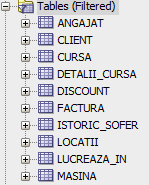 Tables (Filtered)
ANGAJAT
CLIENT
CURSA
DETALII_CURSA
DISCOUNT
FACTURA
ISTORIC_SOFER
LOCATII
LUCREAZA_IN
MASINA